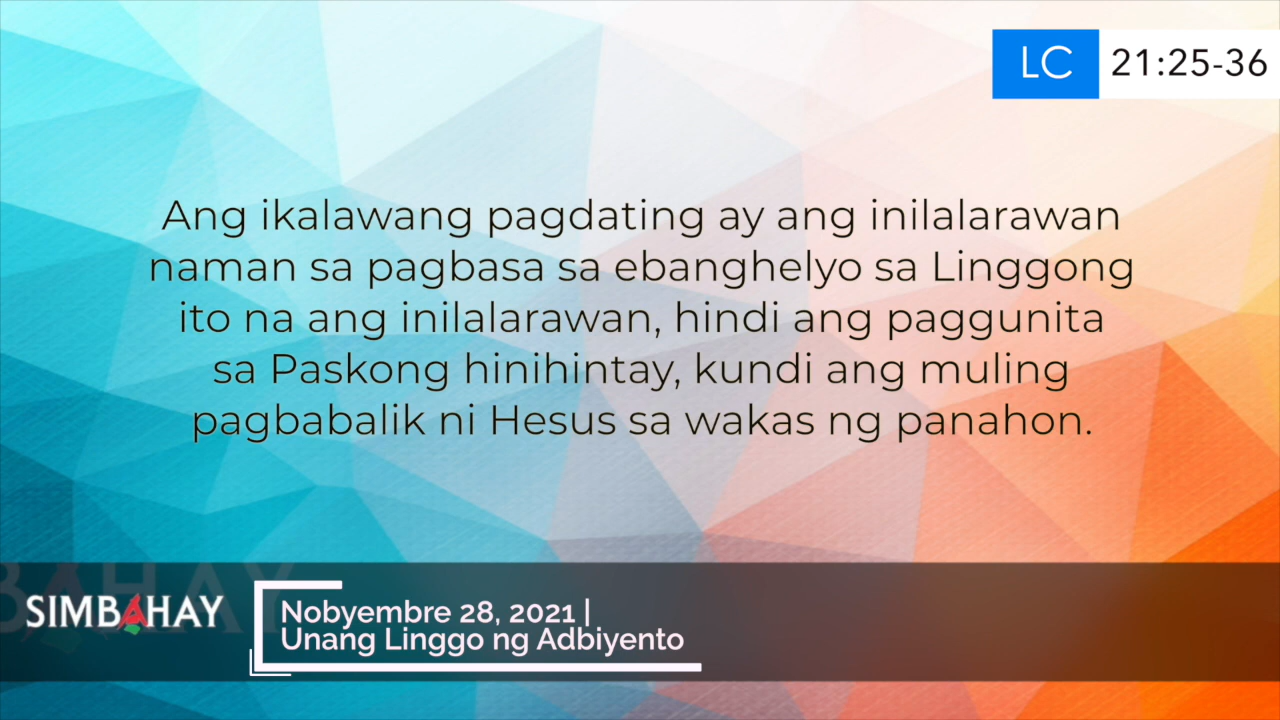 LC 21:25-36
Ang ikalawang pagdating ay ang inilalarawan
naman sa pagbasa sa ebanghelyo sa Linggong
ito na ang inilalarawan, hindi ang paggunita
sa Paskong hinihintay, kundi ang muling
pagbabalik ni Hesus sa wakas ng panahon.
SIMBAHAY
Nobyembre 28, 2021 |
Unang Linggo ng Adbiyento